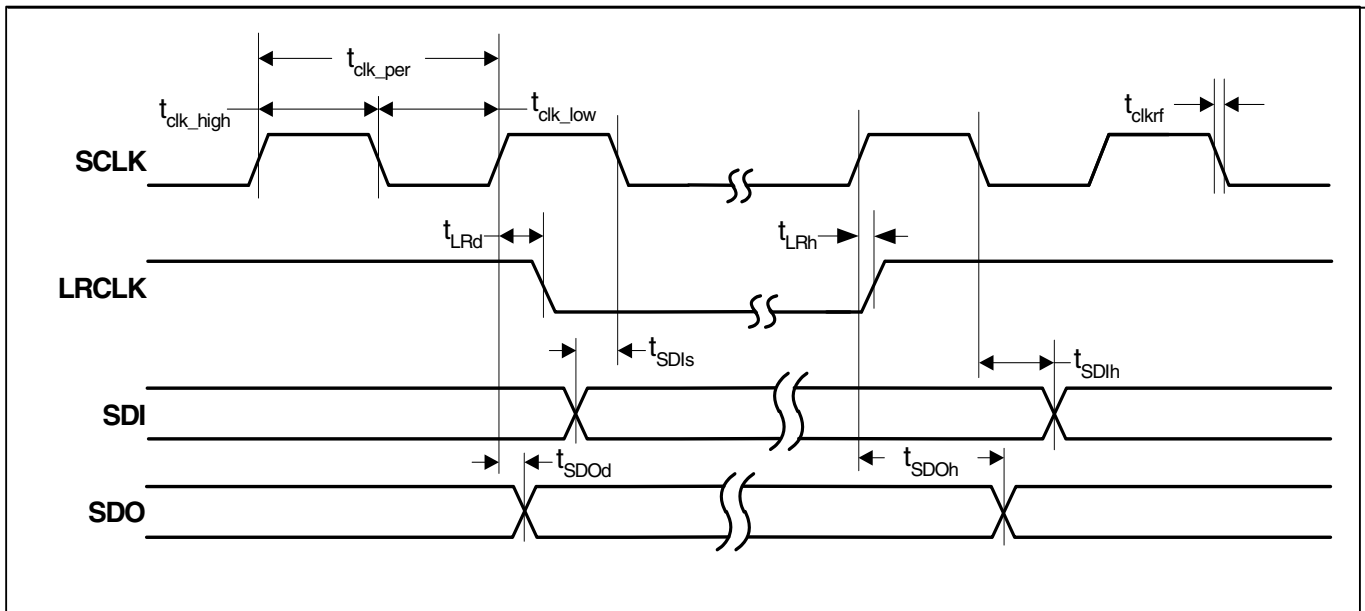 t_clk_per
t_clk_high
t_clk_low
t_clkrf
SCLK
t_LRd
t_LRh
LRCLK
t_SDIs
t_SDIh
SDI
t_SDOd
t_SDOh
SDO